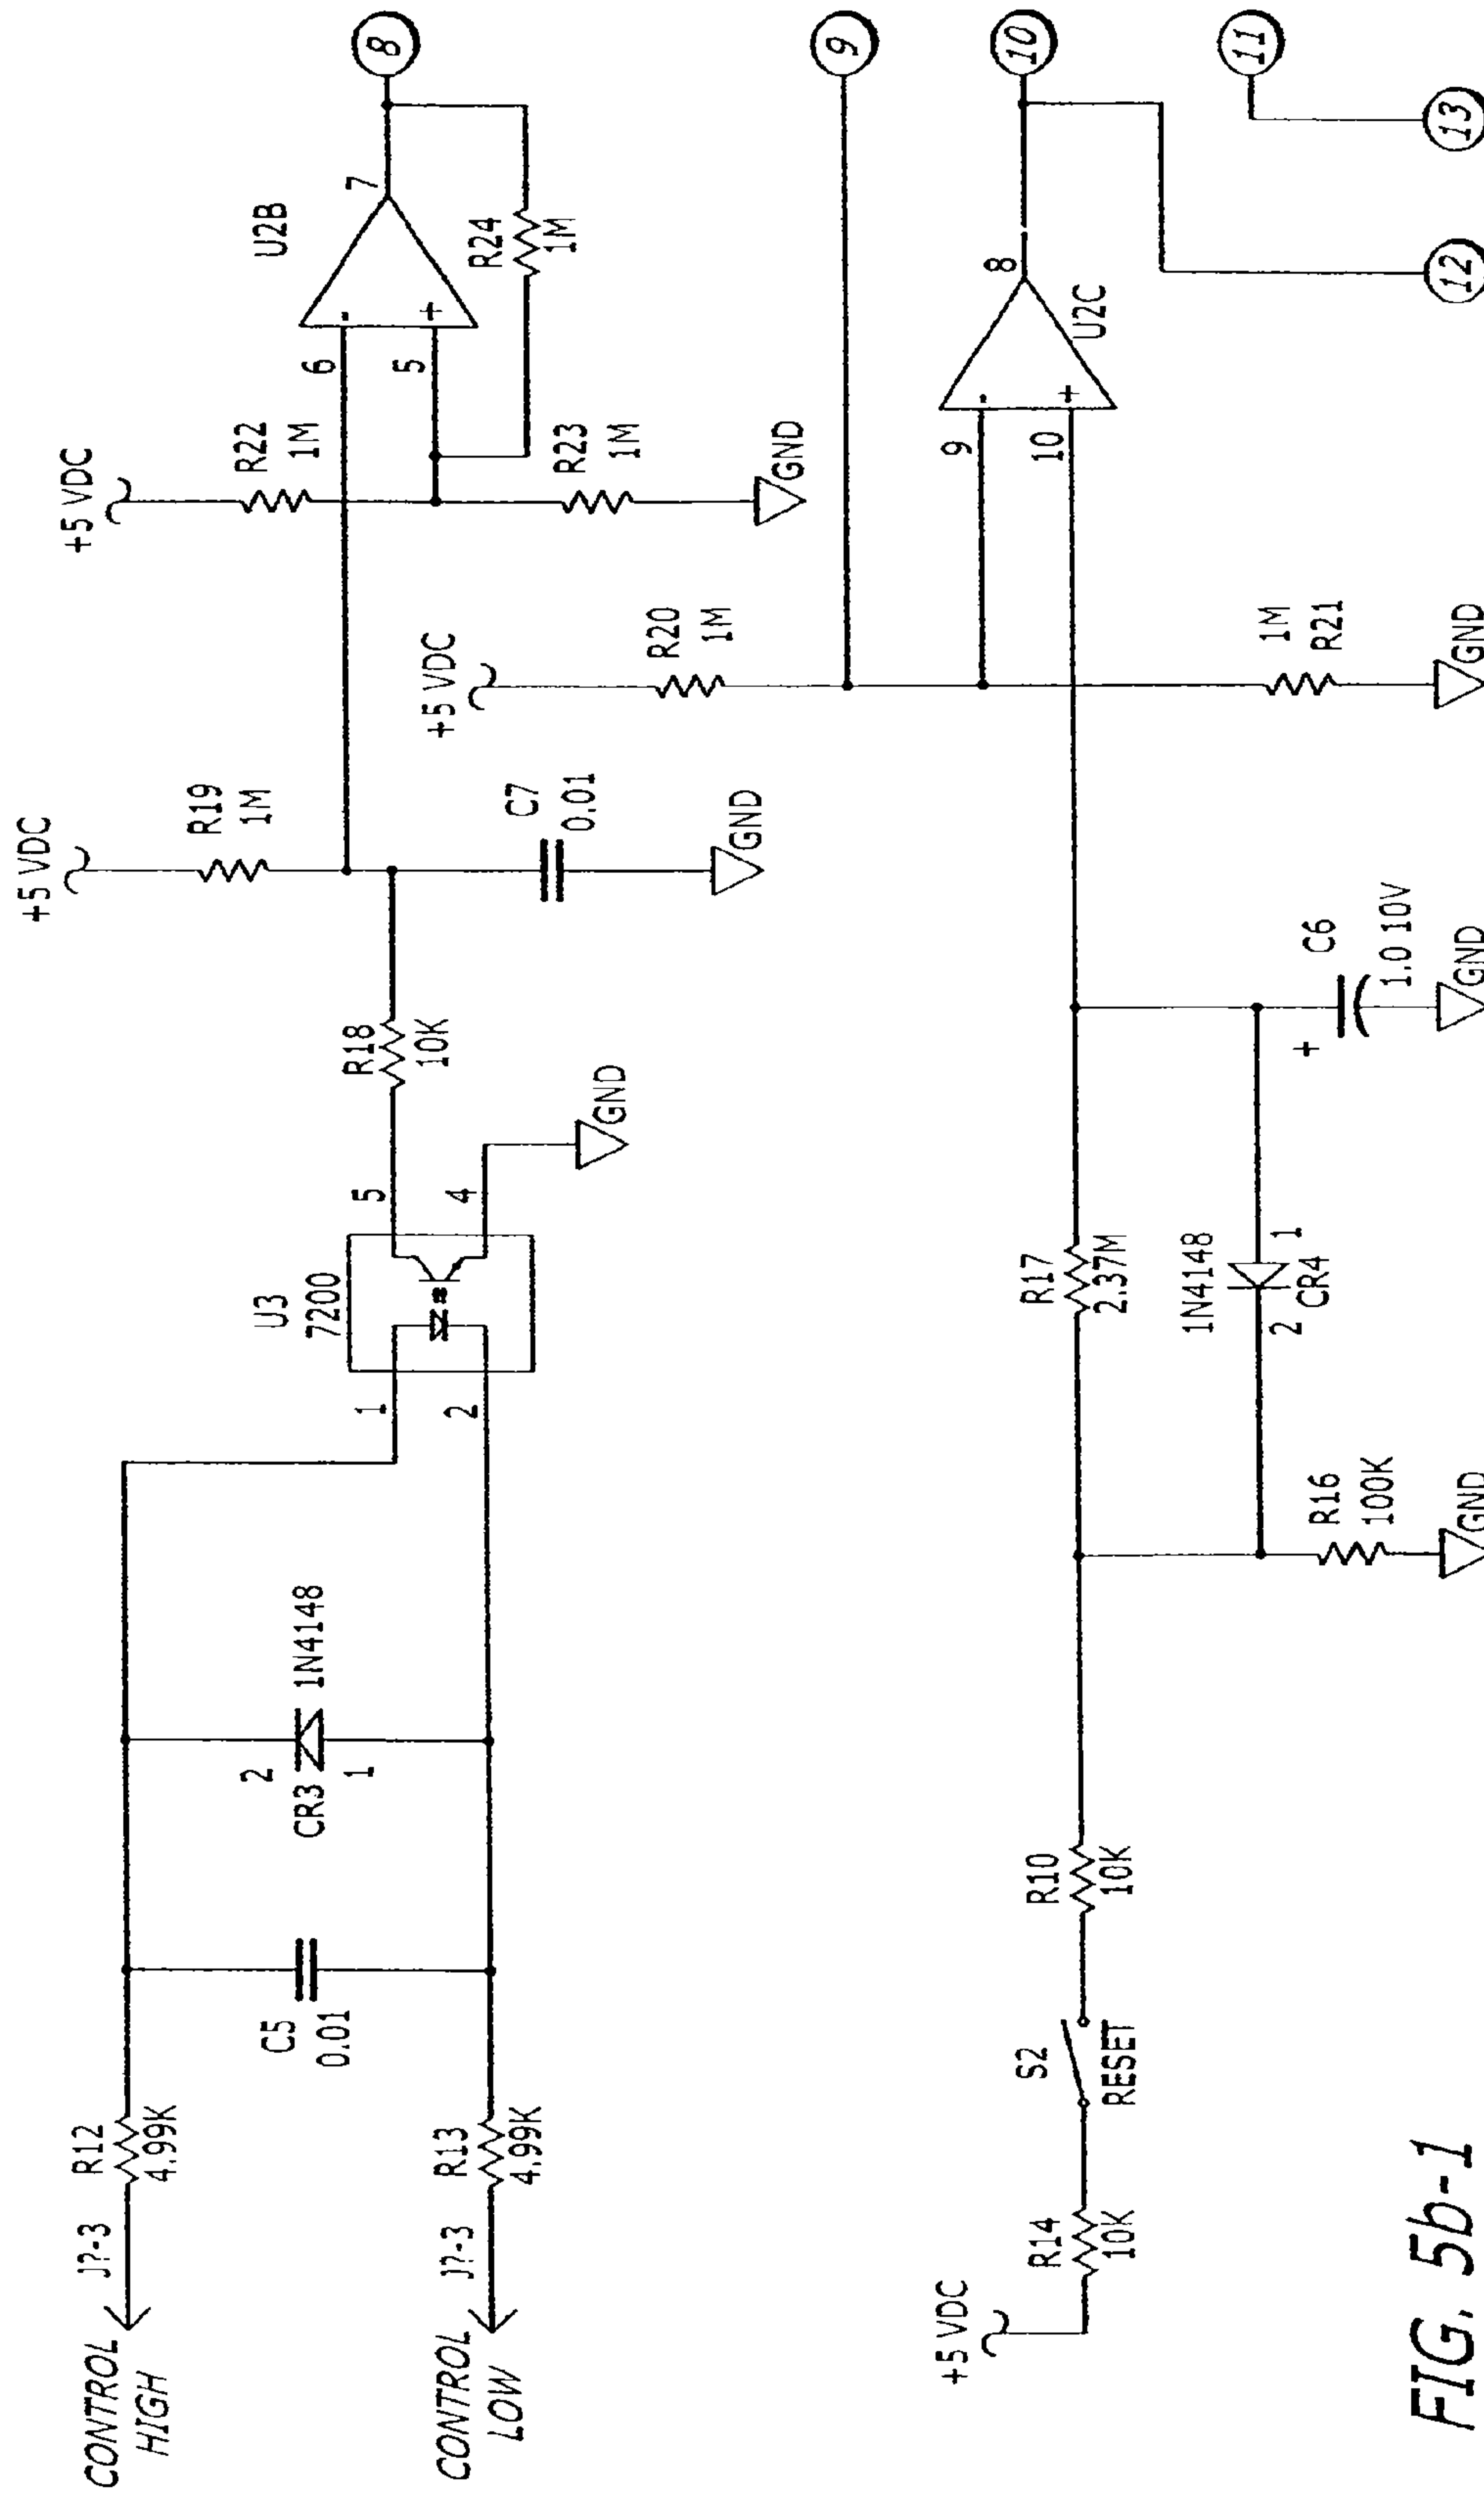 CONTROL
HIGH
J?-3
R12
4.99K
C5
0.01
2
CR3
1
1N4148
CONTROL
LOW
J?-3
R13
4.99K
1
2
U3
7200
5
4
GND
R18
10K
+5 VDC
R19
1M
C7
0.01
GND
+5 VDC
R22
1M
R23
1M
GND
6
5
-
+
U2B
7
R24
1M
8
+5 VDC
R20
1M
9
1M
R21
GND
+5 VDC
R14
10K
S2
RESET
R10
10K
R16
100K
GND
R17
2.37M
1N4148
2
1
CR4
+
C6
1.0 10V
GND
9
10
-
+
U2C
8
10
11
12
13
FIG. 5b-1